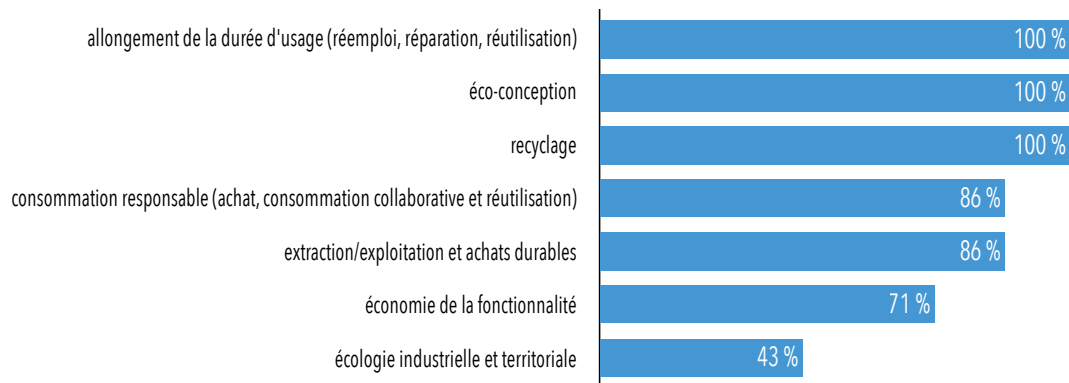 allongement de la durée d'usage (réemploi, réparation, réutilisation) 100 %
éco-conception 100 %
recyclage 100 %
consommation responsable (achat, consommation collaborative et réutilisation) 86 %
extraction/exploitation et achats durables 86 %
économie de la fonctionnalité 71 %
écologie industrielle et territoriale 43 %